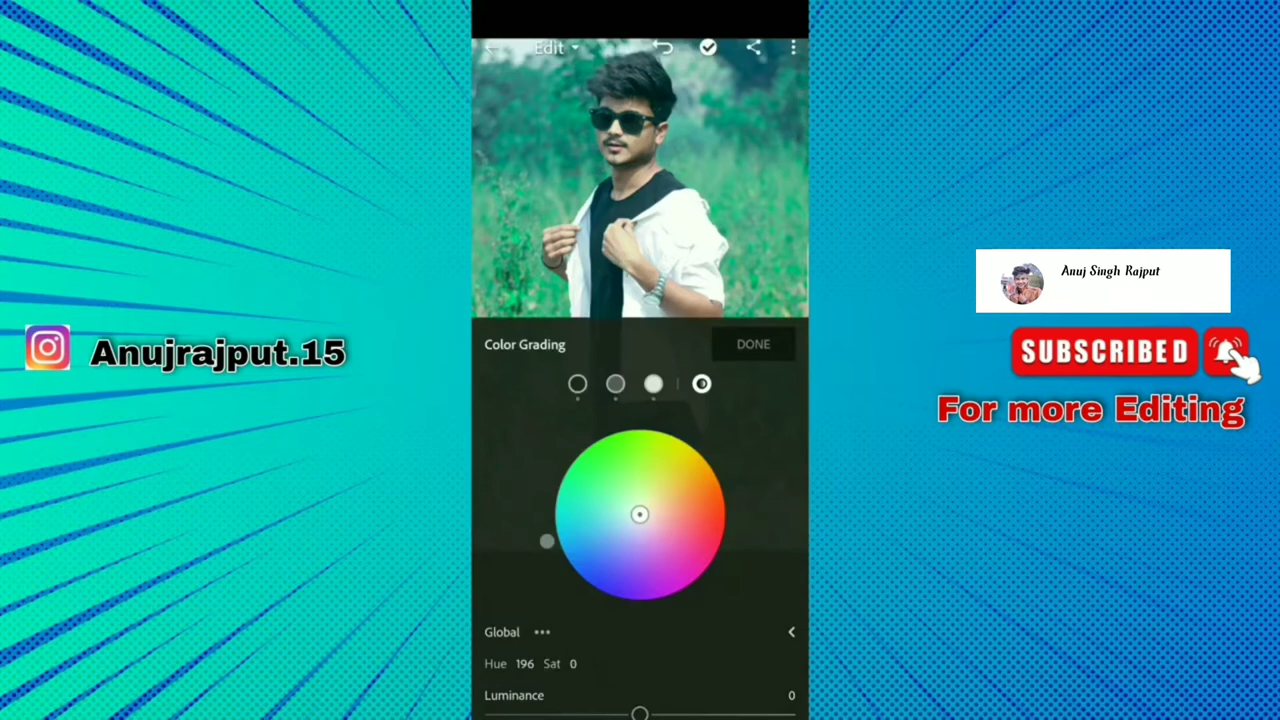 Edit
Color Grading
DONE
Anujrajput.15
Anuj Singh Rajput
SUBSCRIBED
For more Editing
Global •••
Hue 196 Sat 0
Luminance 0